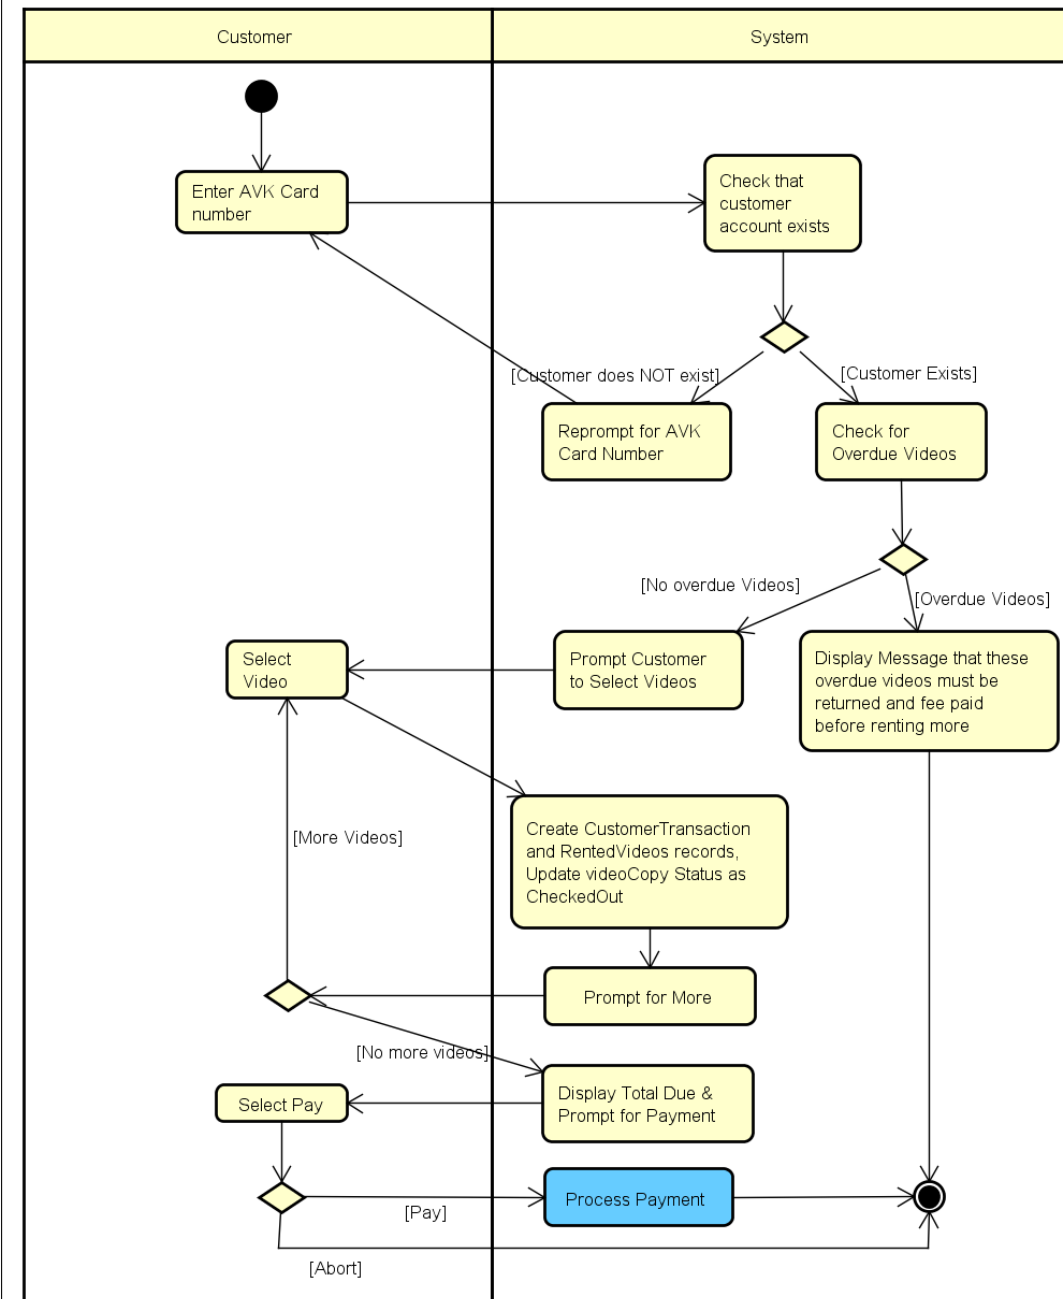 Customer
System
Enter AVK Card
number
Check that
customer
account exists
[Customer does NOT exist]
[Customer Exists]
Reprompt for AVK
Card Number
Check for
Overdue Videos
[No overdue Videos]
[Overdue Videos]
Select
Video
Prompt Customer
to Select Videos
Display Message that these
overdue videos must be
returned and fee paid
before renting more
Create CustomerTransaction
and RentedVideos records,
Update videoCopy Status as
CheckedOut
[More Videos]
Prompt for More
[No more videos]
Display Total Due &
Prompt for Payment
Select Pay
Process Payment
[Pay]
[Abort]